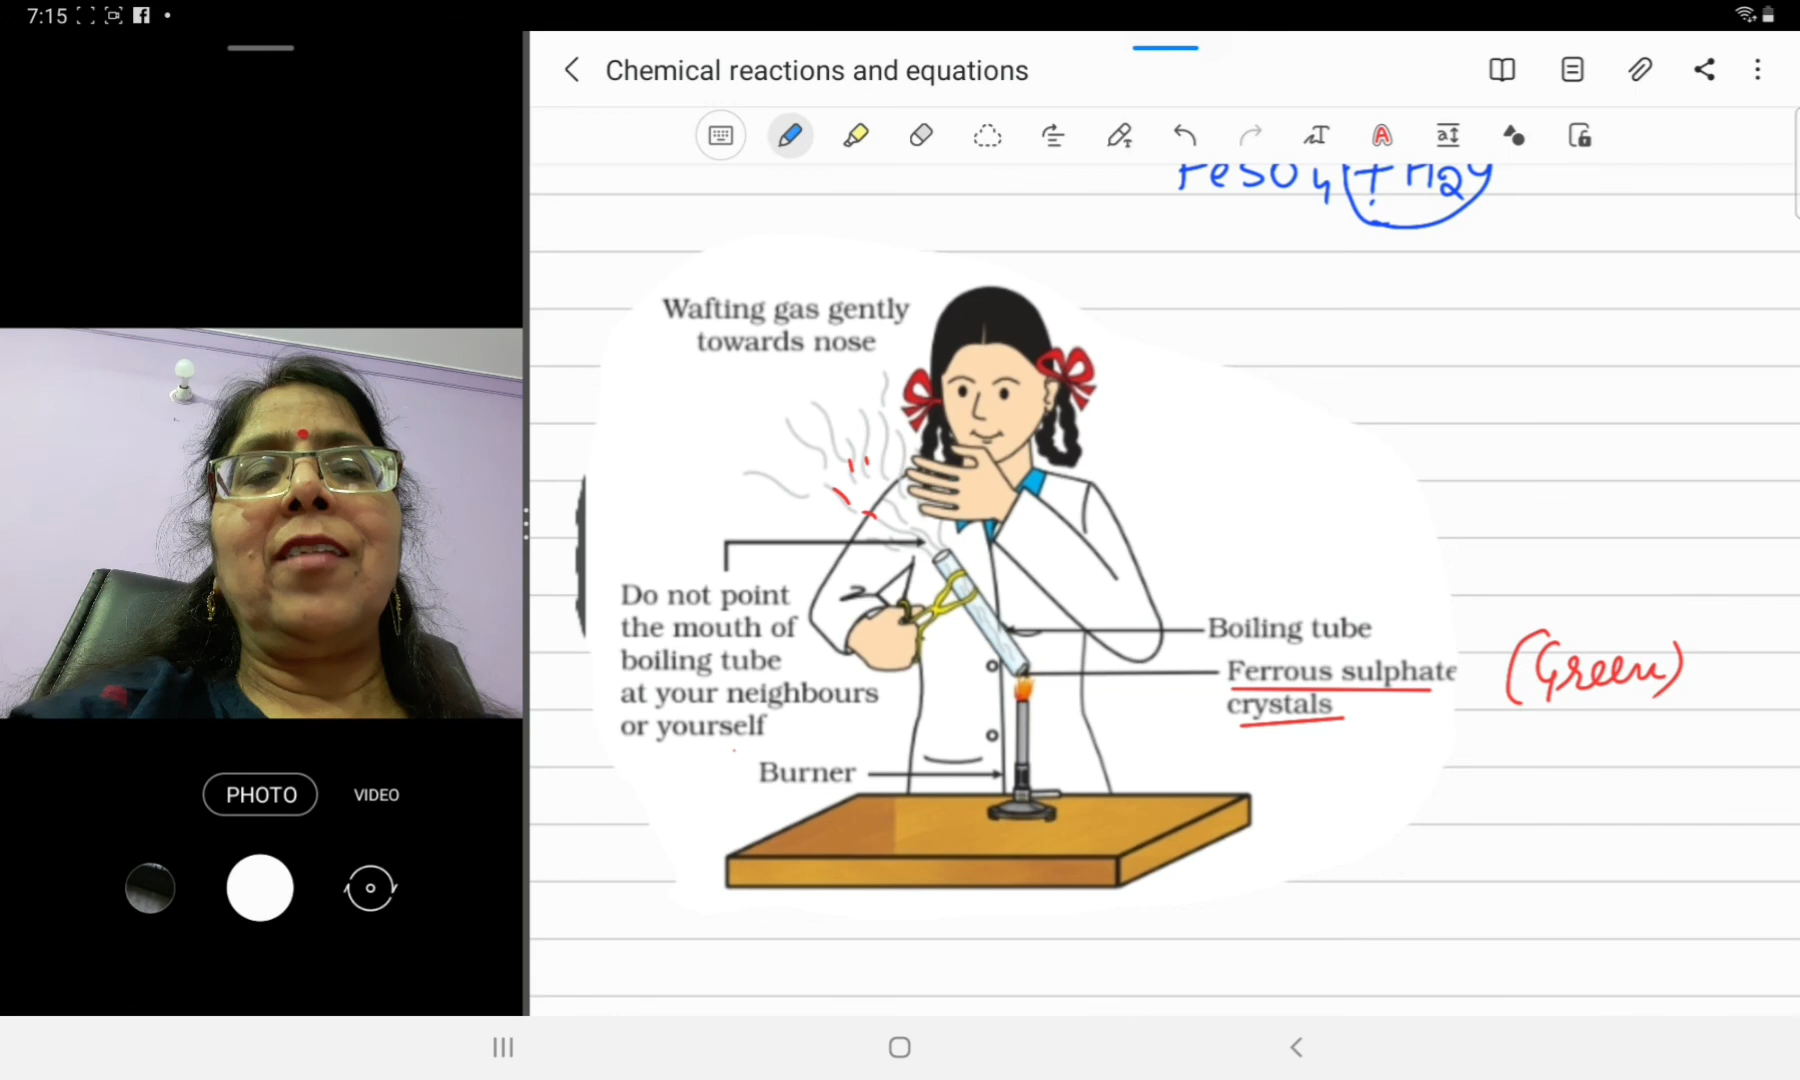 7:15
Chemical reactions and equations
Wafting gas gently
towards nose
Do not point
the mouth of
boiling tube
at your neighbours
or yourself
Burner
Boiling tube
Ferrous sulphate
crystals
(Green)
PHOTO
VIDEO